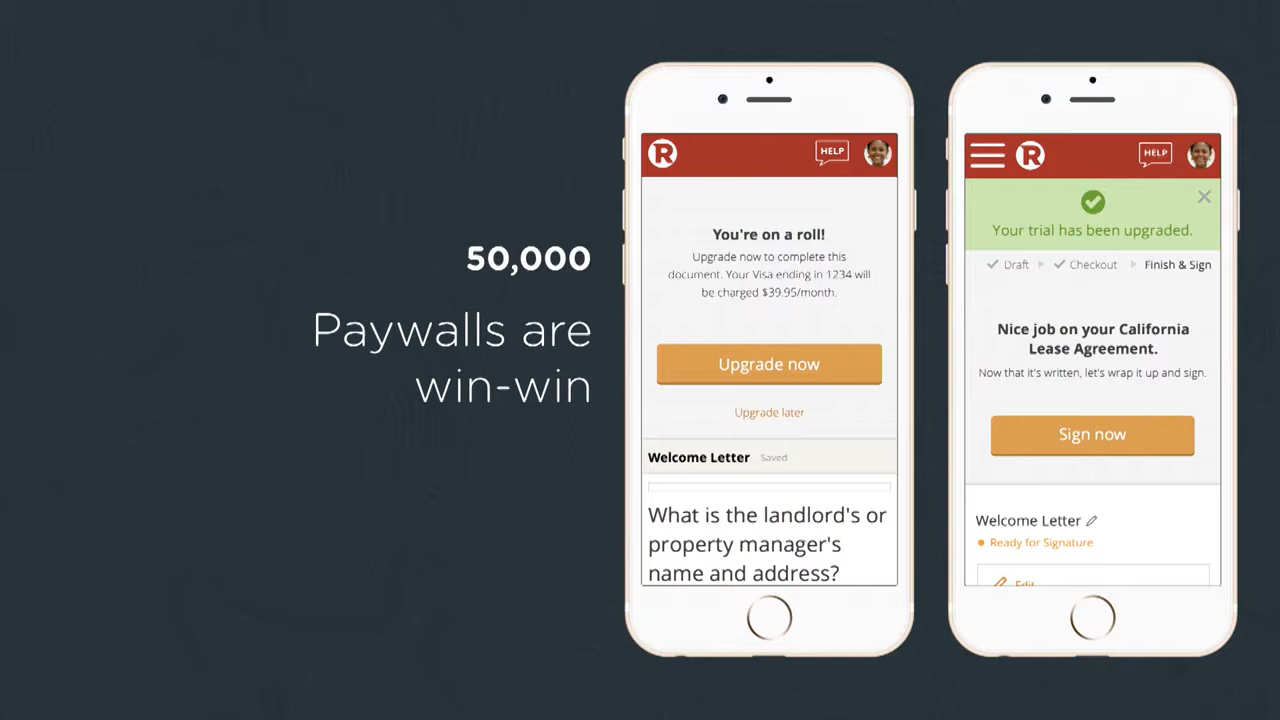 50,000
Paywalls are
win-win
R
HELP
You're on a roll!
Upgrade now to complete this
document. Your Visa ending in 1234 will
be charged $39.95/month.
Upgrade now
Upgrade later
Welcome Letter Saved
What is the landlord's or
property manager's
name and address?
R
HELP
Your trial has been upgraded.
Draft Checkout Finish & Sign
Nice job on your California
Lease Agreement.
Now that it's written, let's wrap it up and sign.
Sign now
Welcome Letter
Ready for Signature
Edit